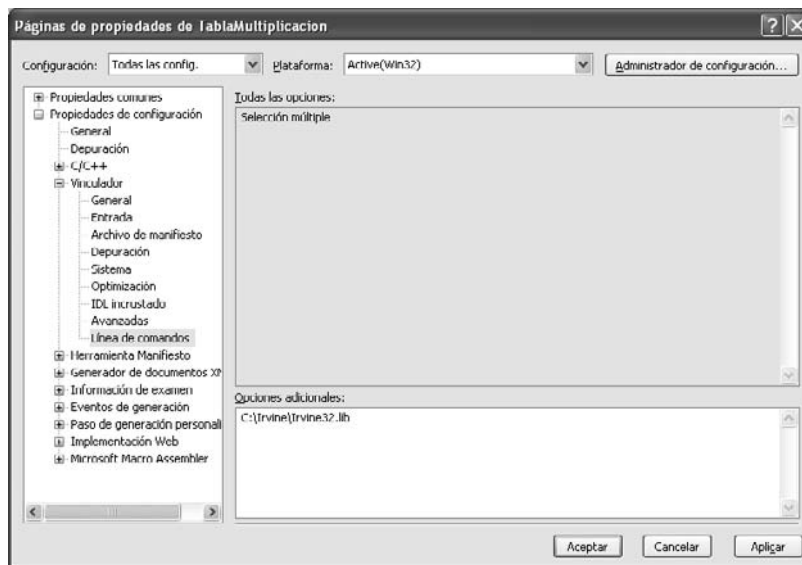 Páginas de propiedades de TablaMultiplicacion
Configuración: Todas las config. Plataforma: Active(Win32) Administrador de configuración...
Propiedades comunes
Propiedades de configuración
General
Depuración
C/C++
Vinculador
General
Entrada
Archivo de manifiesto
Depuración
Sistema
Optimización
IDL incrustado
Avanzadas
Línea de comandos
Herramienta Manifiesto
Generador de documentos XM
Información de examen
Eventos de generación
Paso de generación personali
Implementación Web
Microsoft Macro Assembler
Todas las opciones:
Selección múltiple
Opciones adicionales:
C:\Irvine\Irvine32.lib
Aceptar Cancelar Aplicar